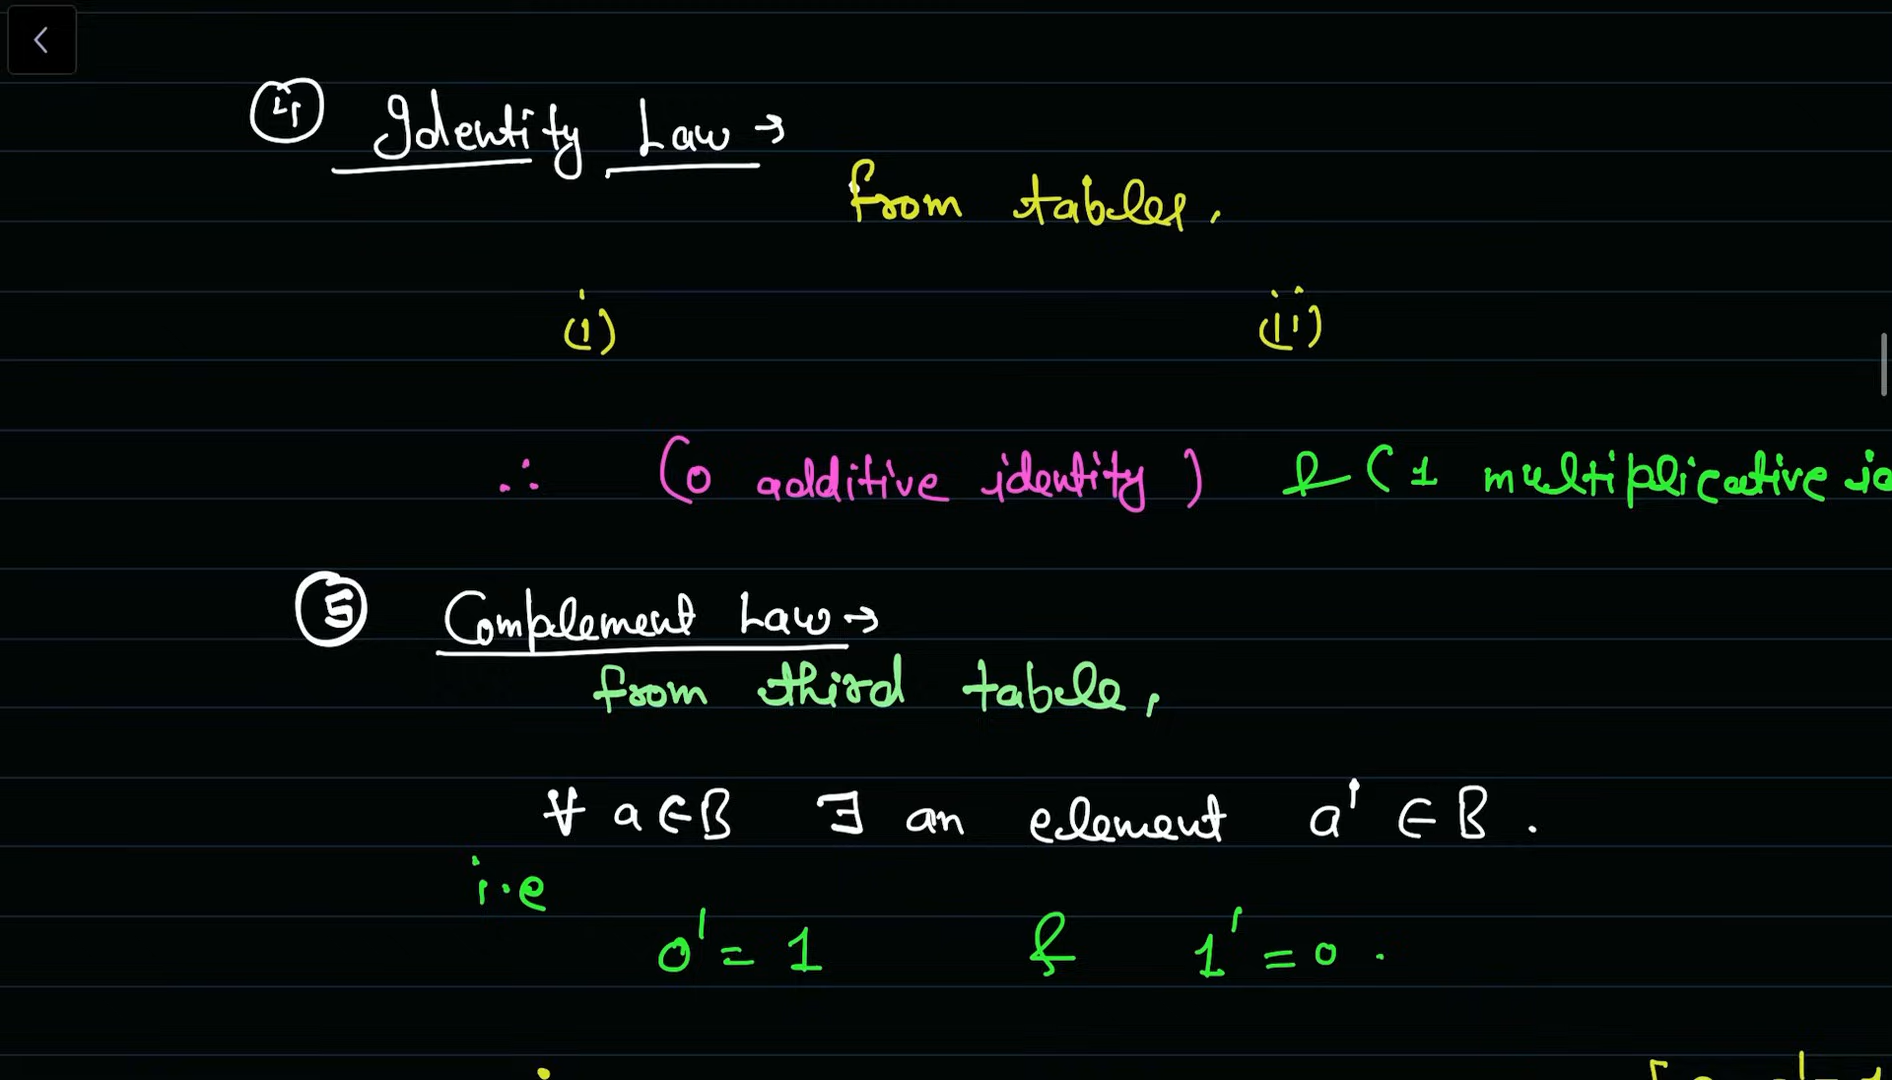 ④ Identity Law →
from tables,
(i) (ii)
∴ (0 additive identity) & (1 multiplicative
⑤ Complement Law →
from third table,
∀ a ∈ B ∃ an element a' ∈ B.
i.e
0' = 1 & 1' = 0.